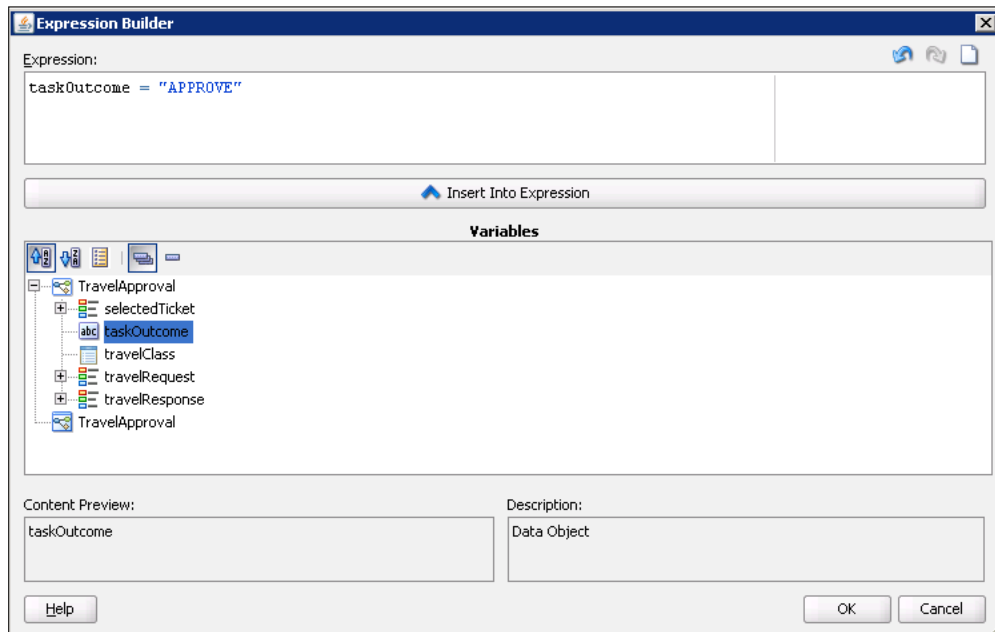 Expression Builder
Expression:
taskOutcome = "APPROVE"
Insert Into Expression
Variables
TravelApproval
selectedTicket
abc taskOutcome
travelClass
travelRequest
travelResponse
TravelApproval
Content Preview: Description:
taskOutcome Data Object
Help OK Cancel